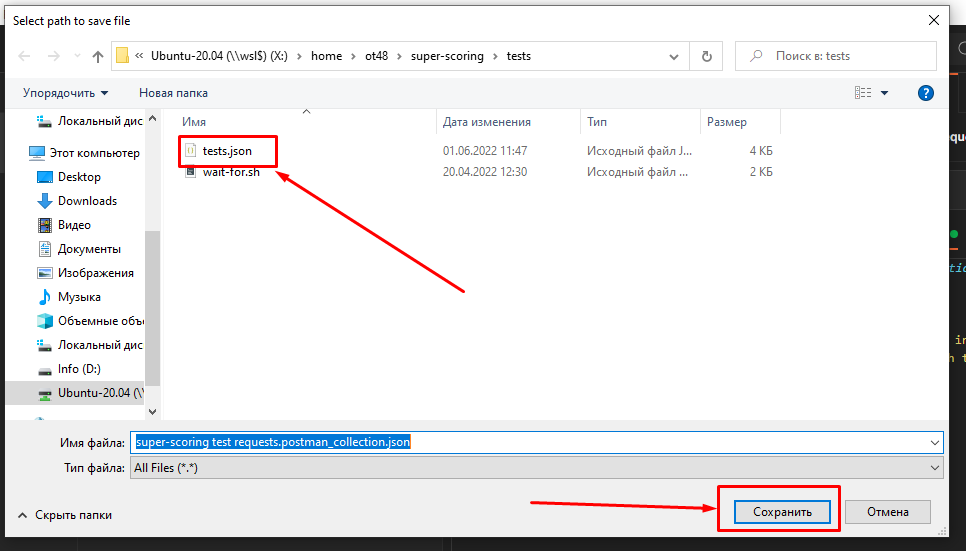 Select path to save file
« Ubuntu-20.04 (\\wsl$) (X:) > home > ot48 > super-scoring > tests
Поиск в: tests
Упорядочить
Новая папка
Имя
Дата изменения
Тип
Размер
Локальный дис
Этот компьютер
Desktop
Downloads
Видео
Документы
Изображения
Музыка
Объемные объ
Локальный дис
Info (D:)
Ubuntu-20.04 (\\
tests.json 01.06.2022 11:47 Исходный файл J... 4 КБ
wait-for.sh 20.04.2022 12:30 Исходный файл ... 2 КБ
Имя файла: super-scoring test requests.postman_collection.json
Тип файла: All Files (*.*)
Скрыть папки
Сохранить
Отмена